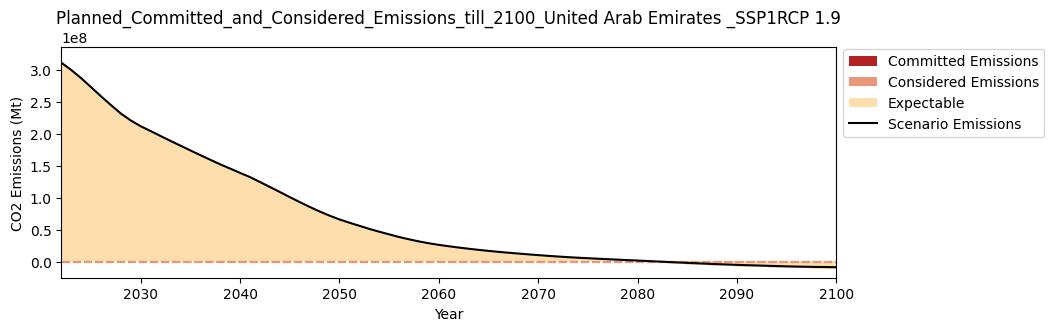 Planned_Committed_and_Considered_Emissions_till_2100_United Arab Emirates _SSP1RCP 1.9
1e8
3.0
2.5
2.0
1.5
1.0
0.5
0.0
CO2 Emissions (Mt)
2030 2040 2050 2060 2070 2080 2090 2100
Year
Committed Emissions
Considered Emissions
Expectable
Scenario Emissions